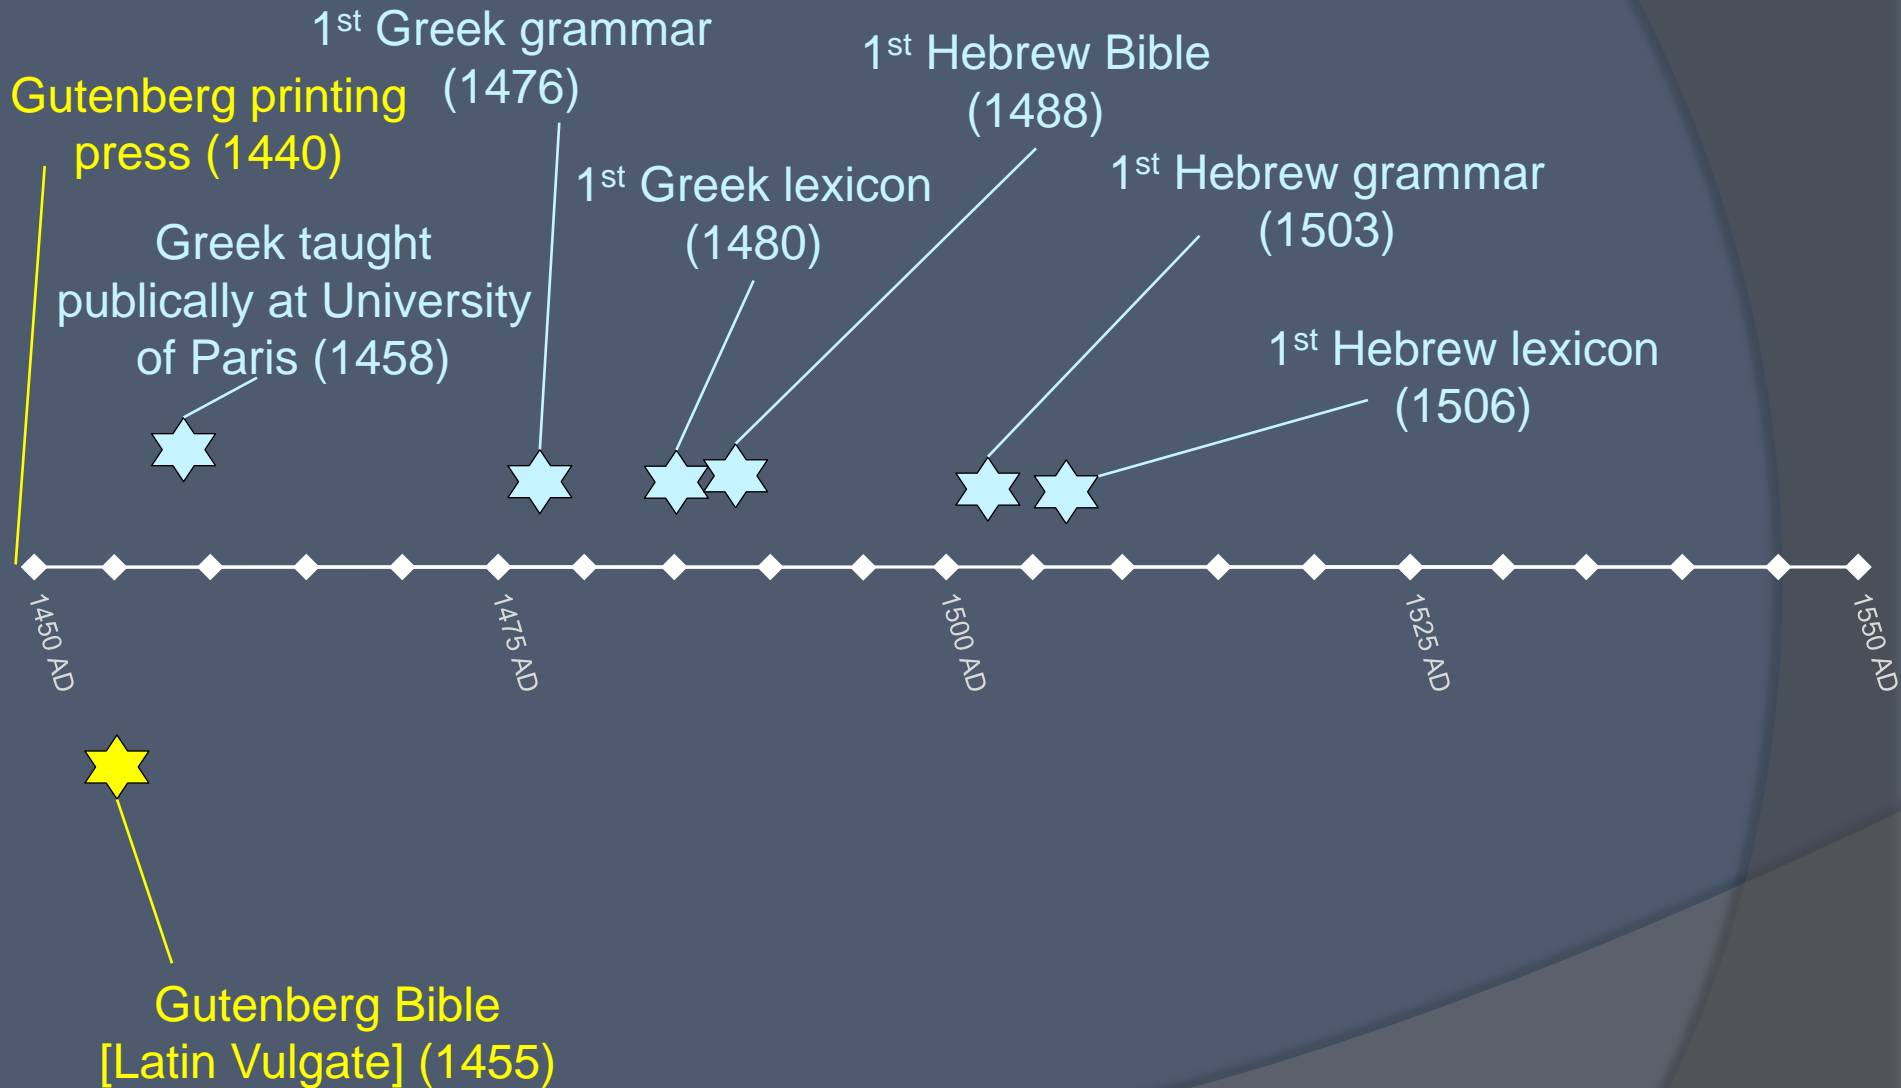 1st Greek grammar
(1476)
Gutenberg printing
press (1440)
1st Hebrew Bible
(1488)
1st Greek lexicon
(1480)
1st Hebrew grammar
(1503)
Greek taught
publically at University
of Paris (1458)
1st Hebrew lexicon
(1506)
1450 AD
1475 AD
1500 AD
1525 AD
1550 AD
Gutenberg Bible
[Latin Vulgate] (1455)